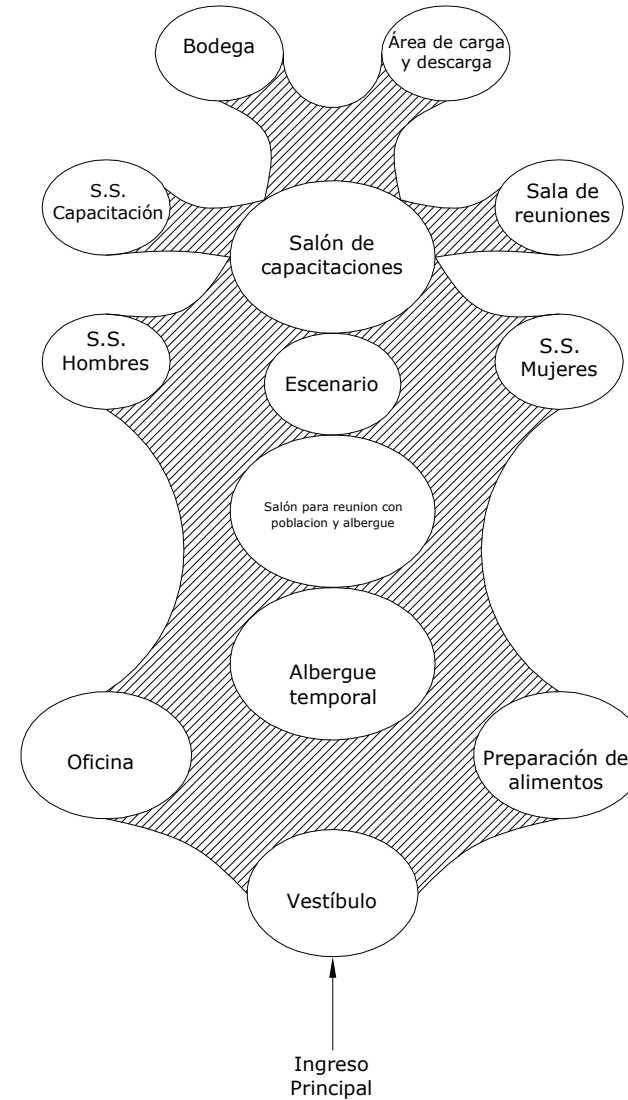 Bodega
Área de carga
y descarga
S.S.
Capacitación
Sala de
reuniones
Salón de
capacitaciones
S.S.
Hombres
S.S.
Mujeres
Escenario
Salón para reunion con
poblacion y albergue
Albergue
temporal
Oficina
Preparación de
alimentos
Vestíbulo
Ingreso
Principal